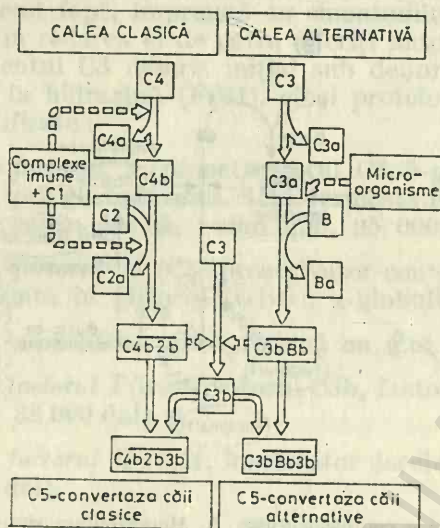 CALEA CLASICĂ
CALEA ALTERNATIVĂ
C4
C3
C4a
C3a
Complexe
imune
+ C1
C4b
C3a
Micro-
organisme
C2
B
C3
C2a
Ba
C4b2b
C3bBb
C3b
C4b2b3b
C3bBb3b
C5-convertaza căii
clasice
C5-convertaza căii
alternative